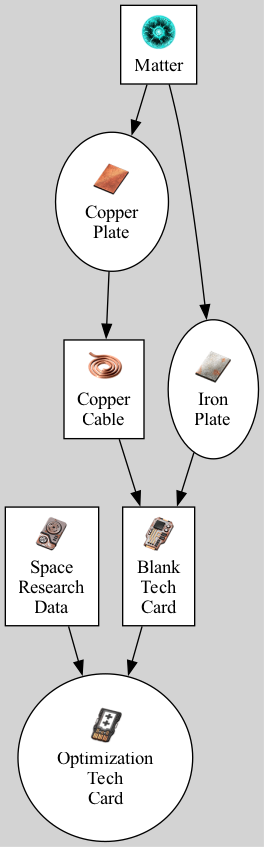 Matter
Copper
Plate
Copper
Cable
Iron
Plate
Space
Research
Data
Blank
Tech
Card
Optimization
Tech
Card